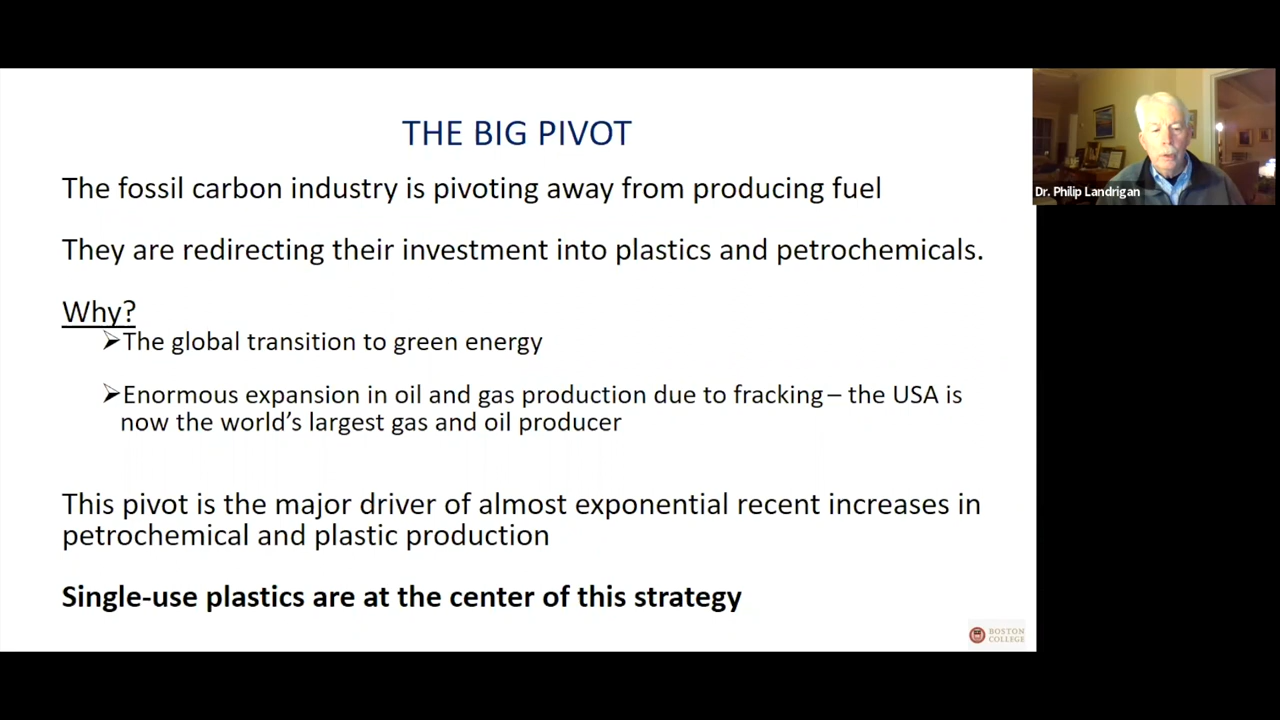 THE BIG PIVOT
The fossil carbon industry is pivoting away from producing fuel
They are redirecting their investment into plastics and petrochemicals.
Why?
➢The global transition to green energy
➢Enormous expansion in oil and gas production due to fracking – the USA is
now the world's largest gas and oil producer
This pivot is the major driver of almost exponential recent increases in
petrochemical and plastic production
Single-use plastics are at the center of this strategy
BOSTON
COLLEGE
Dr. Philip Landrigan